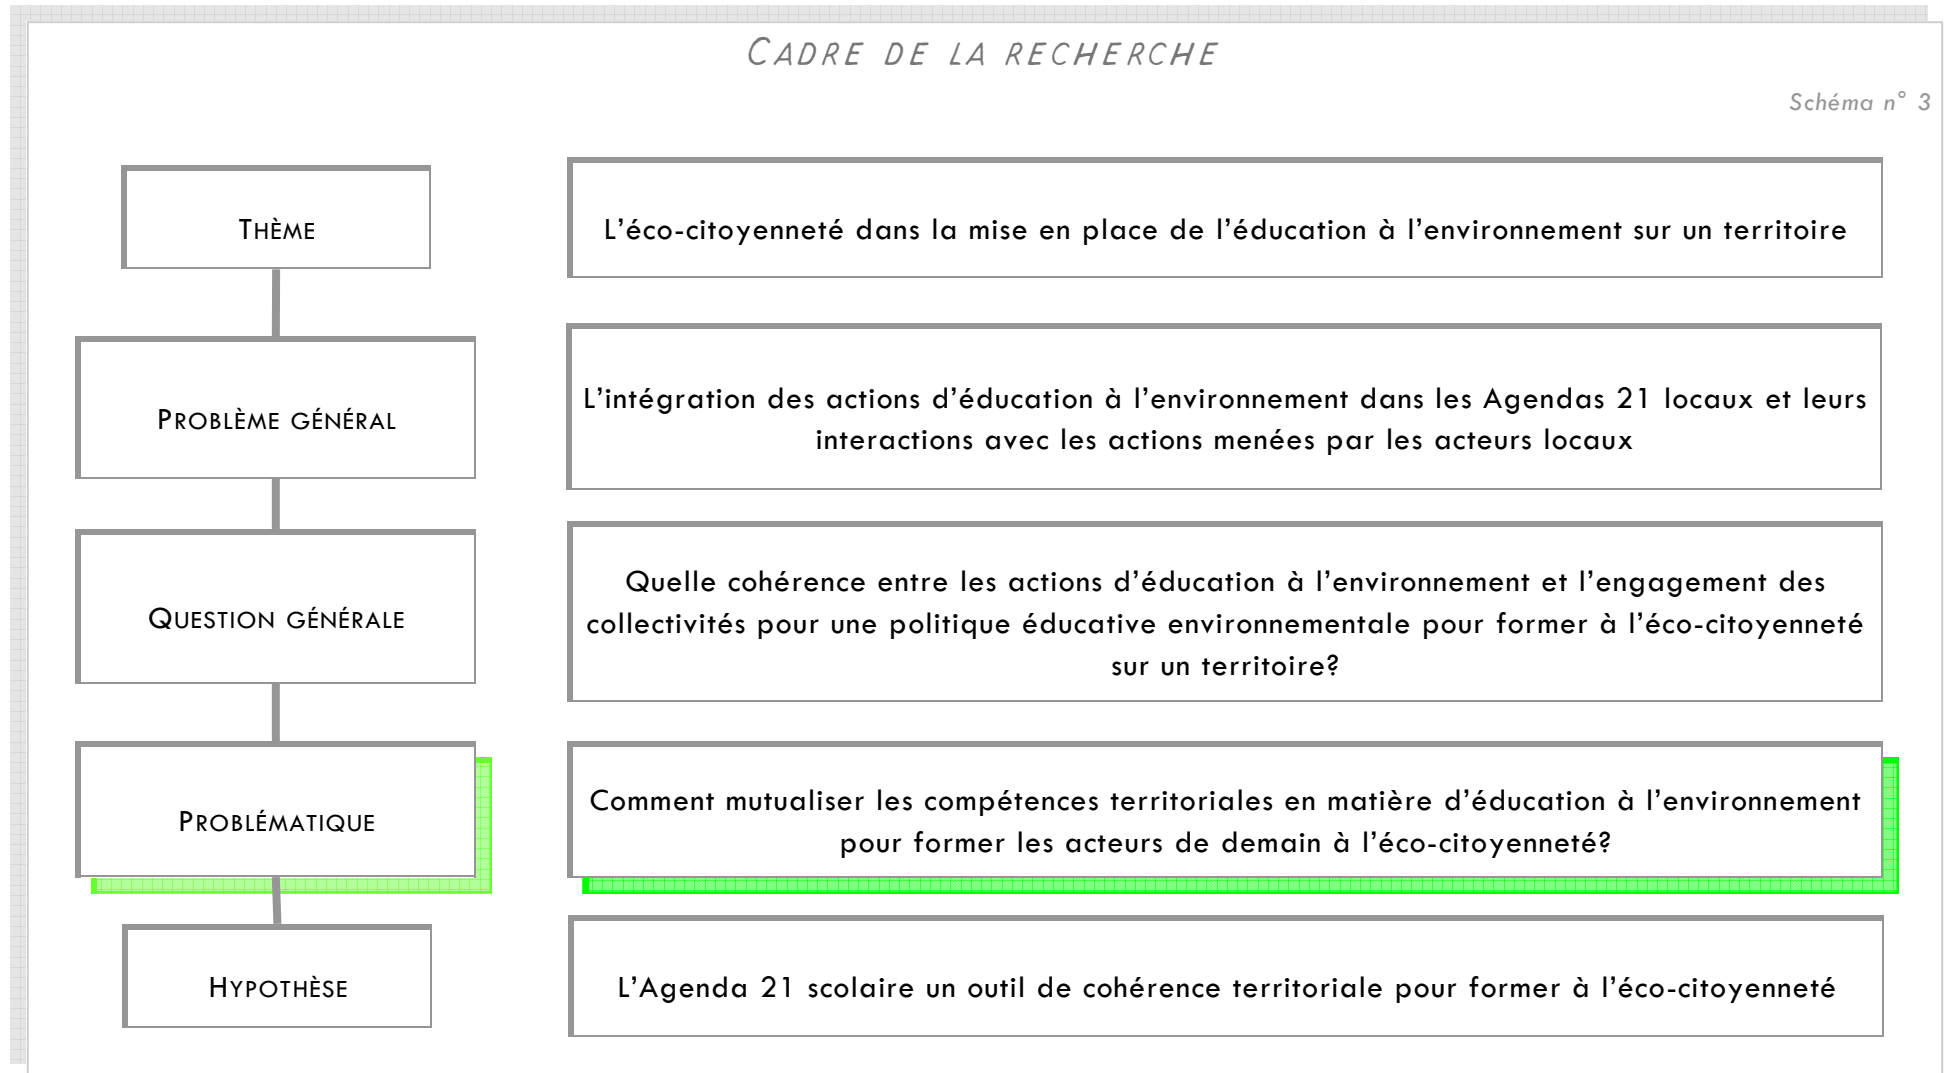 CADRE DE LA RECHERCHE
Schéma n° 3
THÈME
L'éco-citoyenneté dans la mise en place de l'éducation à l'environnement sur un territoire
PROBLÈME GÉNÉRAL
L'intégration des actions d'éducation à l'environnement dans les Agendas 21 locaux et leurs
interactions avec les actions menées par les acteurs locaux
QUESTION GÉNÉRALE
Quelle cohérence entre les actions d'éducation à l'environnement et l'engagement des
collectivités pour une politique éducative environnementale pour former à l'éco-citoyenneté
sur un territoire?
PROBLÉMATIQUE
Comment mutualiser les compétences territoriales en matière d'éducation à l'environnement
pour former les acteurs de demain à l'éco-citoyenneté?
HYPOTHÈSE
L'Agenda 21 scolaire un outil de cohérence territoriale pour former à l'éco-citoyenneté